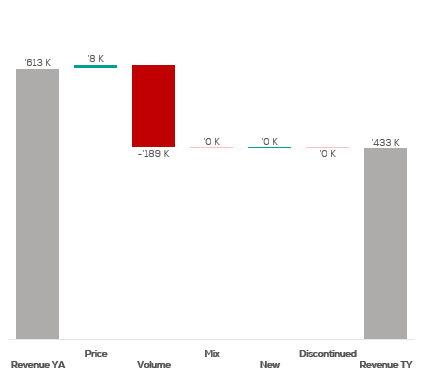 '613 K
'8 K
-'189 K
'0 K
'0 K
'0 K
'433 K
Revenue YA
Price
Volume
Mix
New
Discontinued
Revenue TY